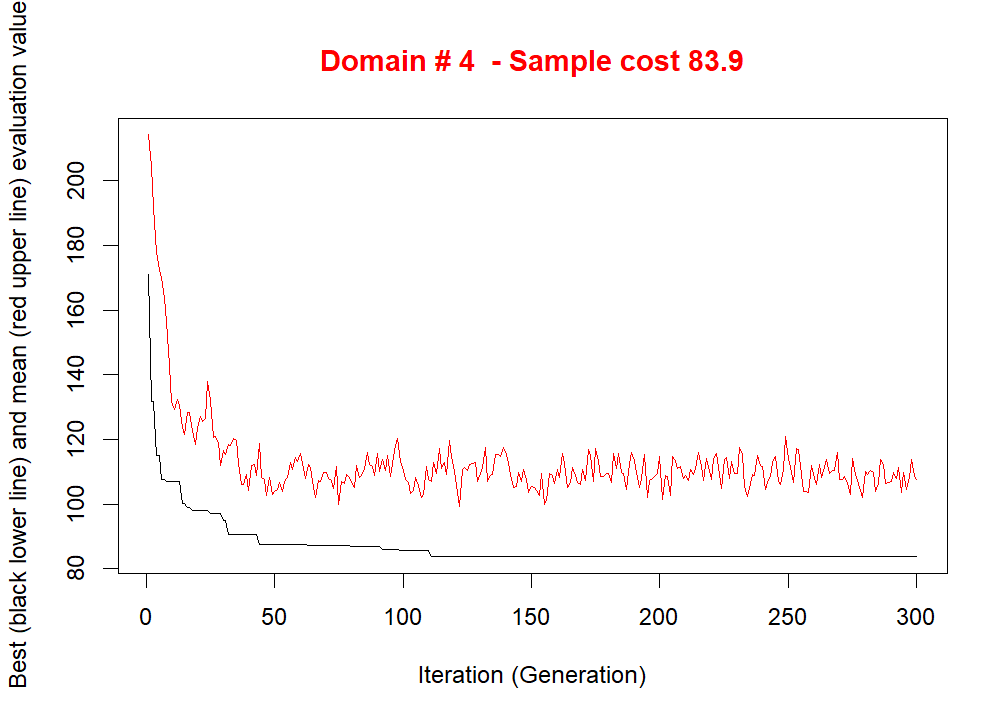 Domain # 4  - Sample cost 83.9
Best (black lower line) and mean (red upper line) evaluation value
200
180
160
140
120
100
80
0 50 100 150 200 250 300
Iteration (Generation)